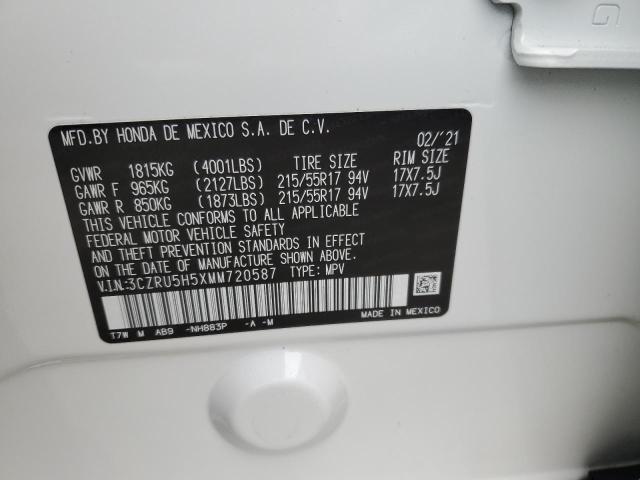 MFD.BY HONDA DE MEXICO S.A. DE C.V. 02/'21
GVWR 1815KG (4001LBS) TIRE SIZE RIM SIZE
GAWR F 965KG (2127LBS) 215/55R17 94V 17X7.5J
GAWR R 850KG (1873LBS) 215/55R17 94V 17X7.5J
THIS VEHICLE CONFORMS TO ALL APPLICABLE
FEDERAL MOTOR VEHICLE SAFETY
AND THEFT PREVENTION STANDARDS IN EFFECT
ON THE DATE OF MANUFACTURE SHOWN ABOVE.
V.I.N:3CZRU5H5XMM720587 TYPE: MPV
T7W M AB9 -NH883P -A -M MADE IN MEXICO